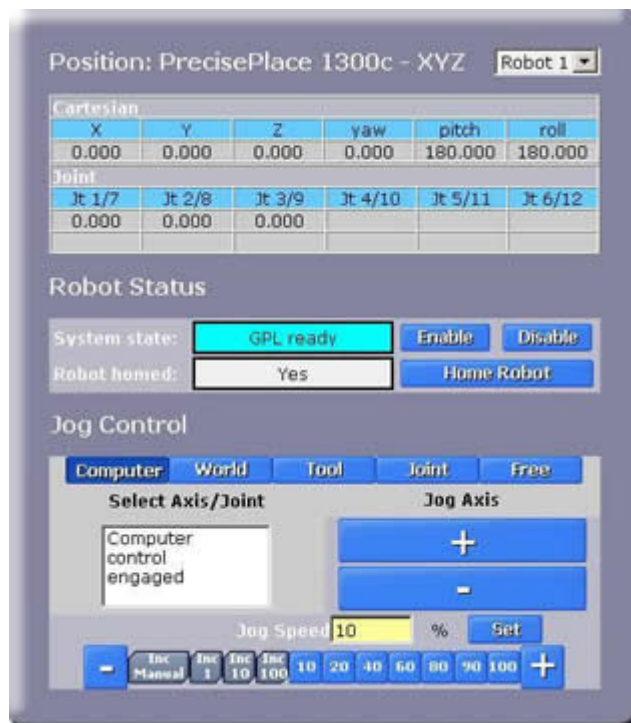 Position: PrecisePlace 1300c - XYZ Robot 1
Cartesian
X Y Z yaw pitch roll
0.000 0.000 0.000 0.000 180.000 180.000
Joint
Jt 1/7 Jt 2/8 Jt 3/9 Jt 4/10 Jt 5/11 Jt 6/12
0.000 0.000 0.000
Robot Status
System state: GPL ready Enable Disable
Robot homed: Yes Home Robot
Jog Control
Computer World Tool Joint Free
Select Axis/Joint Jog Axis
Computer
control
engaged
+
-
Jog Speed 10 % Set
- Inc Manual Inc 1 Inc 10 Inc 100 10 20 40 60 80 90 100 +